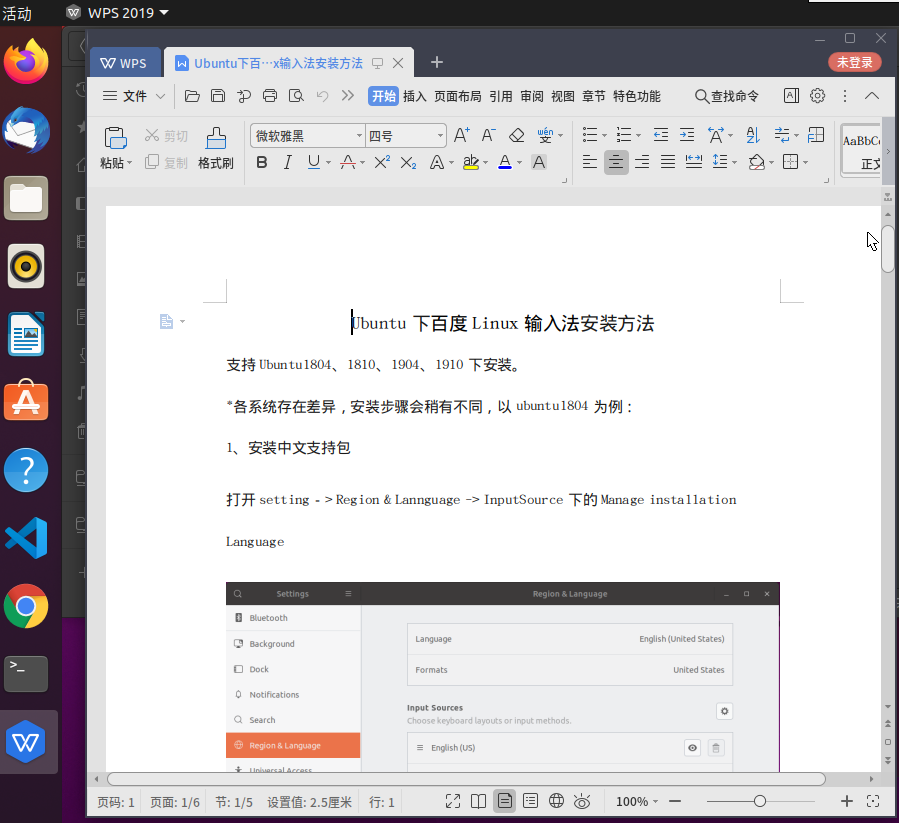 活动 WPS 2019
WPS Ubuntu下百…x输入法安装方法 未登录
文件 开始 插入 页面布局 引用 审阅 视图 章节 特色功能 查找命令
粘贴 剪切 复制 格式刷 微软雅黑 四号 AaBbC 正文
Ubuntu 下百度 Linux 输入法安装方法
支持 Ubuntu1804、1810、1904、1910 下安装。
*各系统存在差异，安装步骤会稍有不同，以 ubuntu1804 为例：
1、安装中文支持包
打开 setting - > Region & Lannguage -> InputSource 下的 Manage installation
Language
Settings Region & Language
Bluetooth
Background
Dock
Notifications
Search
Region & Language
Universal Access
Language English (United States)
Formats United States
Input Sources
Choose keyboard layouts or input methods.
English (US)
页码: 1 页面: 1/6 节: 1/5 设置值: 2.5厘米 行: 1 100%